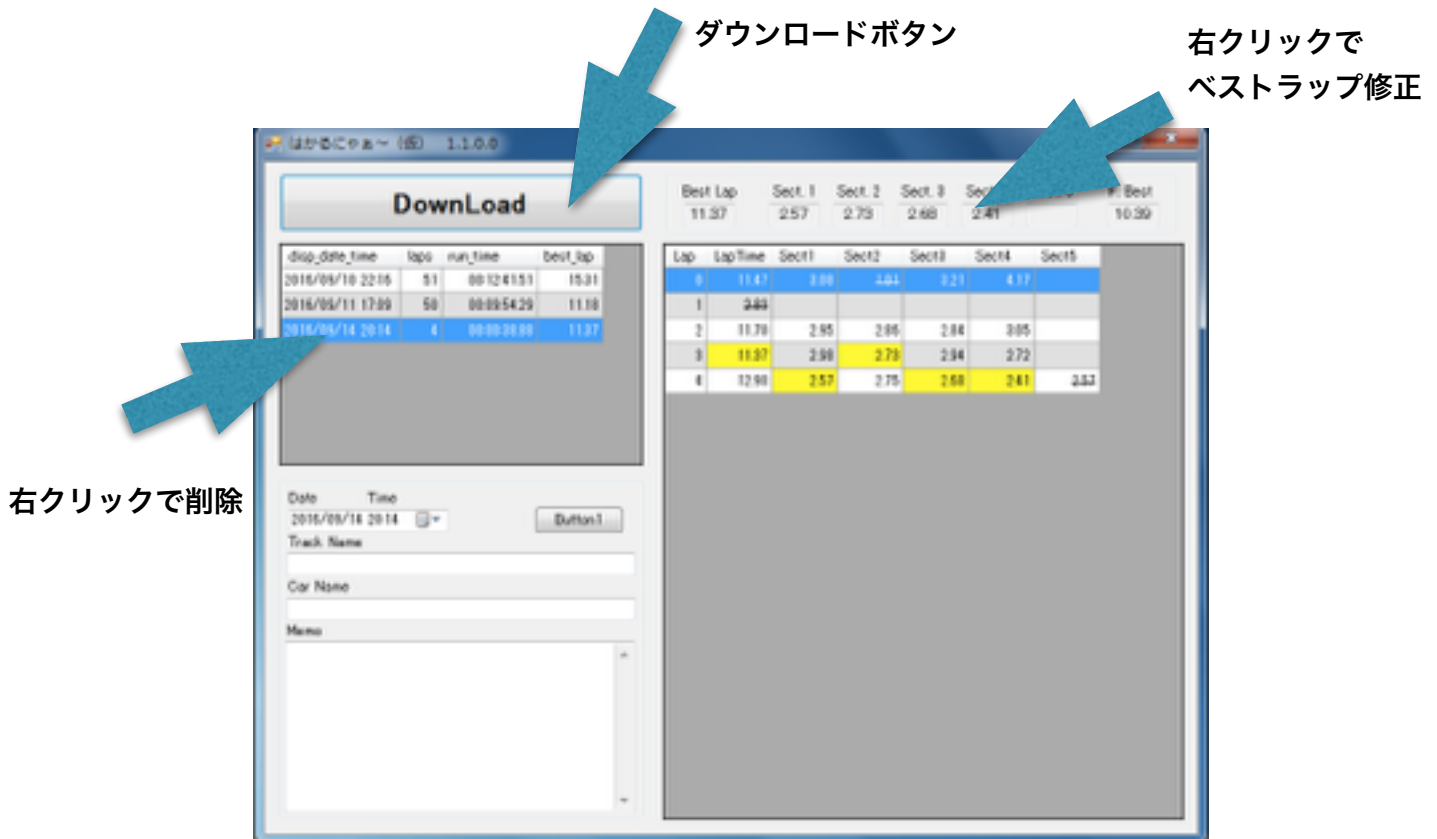 ダウンロードボタン
右クリックで
ベストラップ修正
はかるにゃぁ～（仮） 1.1.0.0
DownLoad
Best Lap Sect. 1 Sect. 2 Sect. 3 Best
11.37 2.57 2.73 2.68 2.41 10.39
disp_date_time laps run_time best_lap
2016/09/10 22:16 51 00:12:41.51 15.31
2016/09/11 17:09 50 00:09:54.29 11.18
2016/09/14 20:14 4 11.37
Lap LapTime Sect1 Sect2 Sect3 Sect4 Sect5
0 11.47 3.21 4.17
1
2 11.70 2.95 2.86 2.84 3.05
3 11.37 2.98 2.73 2.94 2.72
4 12.98 2.57 2.75 2.68 2.41 2.57
右クリックで削除
Date Time
2016/09/14 20:14 Button1
Track Name
Car Name
Memo